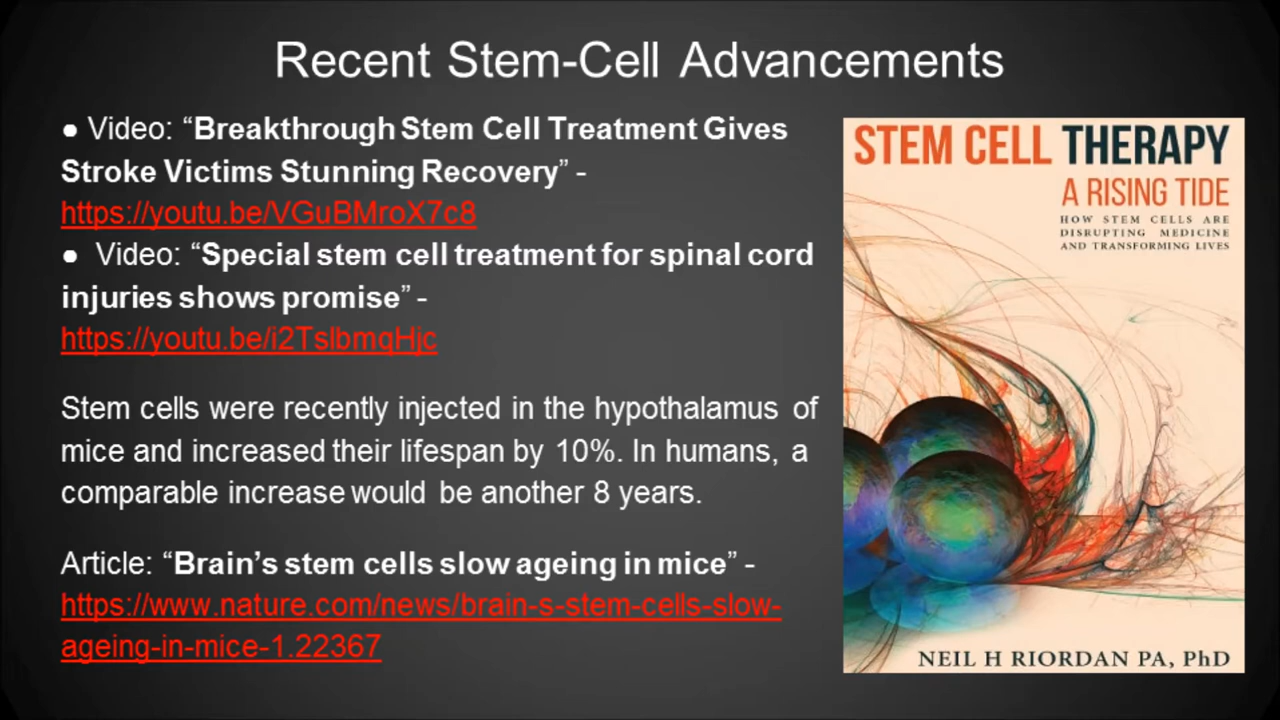 Recent Stem-Cell Advancements
● Video: “Breakthrough Stem Cell Treatment Gives
Stroke Victims Stunning Recovery” -
https://youtu.be/VGuBMroX7c8
● Video: “Special stem cell treatment for spinal cord
injuries shows promise” -
https://youtu.be/i2TslbmqHjc
Stem cells were recently injected in the hypothalamus of
mice and increased their lifespan by 10%. In humans, a
comparable increase would be another 8 years.
Article: “Brain’s stem cells slow ageing in mice” -
https://www.nature.com/news/brain-s-stem-cells-slow-
ageing-in-mice-1.22367
STEM CELL THERAPY
A RISING TIDE
HOW STEM CELLS ARE
DISRUPTING MEDICINE
AND TRANSFORMING LIVES
NEIL H RIORDAN PA, PhD